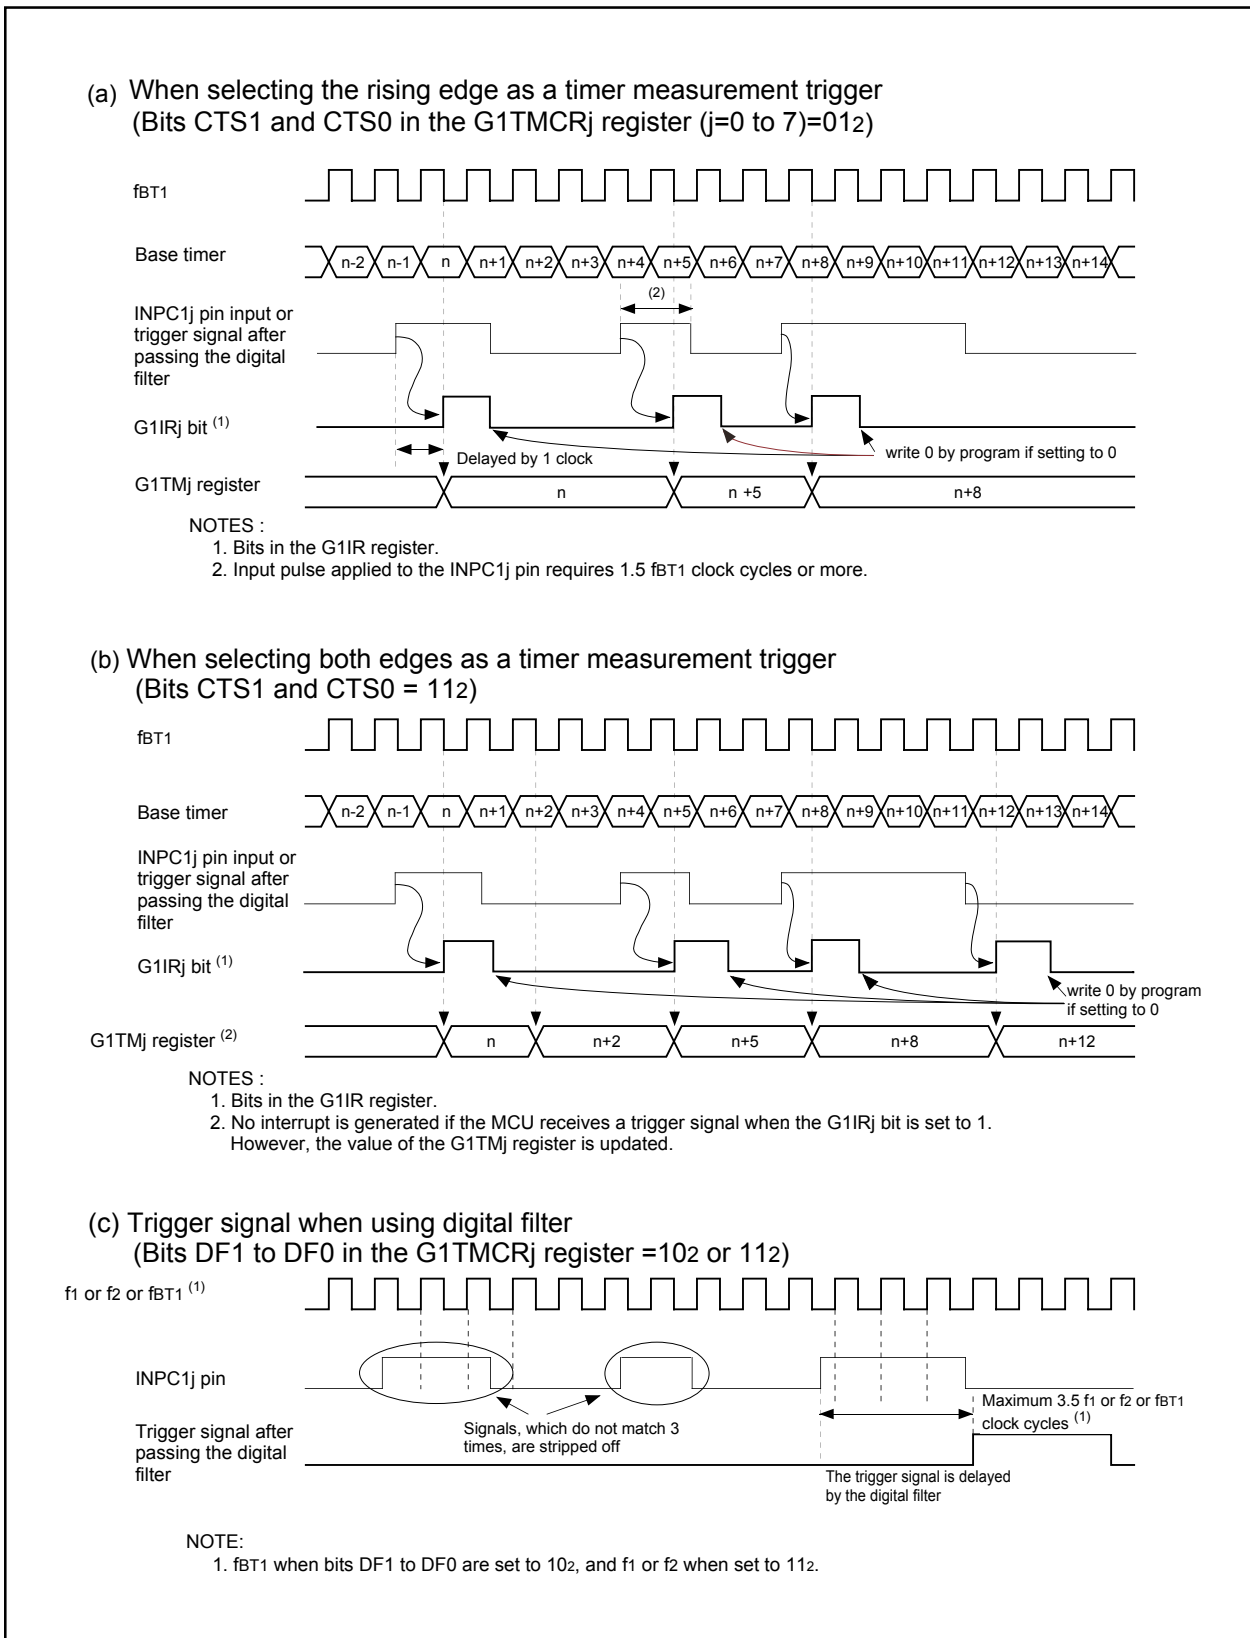 (a) When selecting the rising edge as a timer measurement trigger
(Bits CTS1 and CTS0 in the G1TMCRj register (j=0 to 7)=012)
fBT1
Base timer
n-2 n-1 n n+1 n+2 n+3 n+4 n+5 n+6 n+7 n+8 n+9 n+10 n+11 n+12 n+13 n+14
(2)
INPC1j pin input or
trigger signal after
passing the digital
filter
G1IRj bit (1)
write 0 by program if setting to 0
Delayed by 1 clock
G1TMj register
n n +5 n+8
NOTES :
1. Bits in the G1IR register.
2. Input pulse applied to the INPC1j pin requires 1.5 fBT1 clock cycles or more.
(b) When selecting both edges as a timer measurement trigger
(Bits CTS1 and CTS0 = 112)
fBT1
Base timer
n-2 n-1 n n+1 n+2 n+3 n+4 n+5 n+6 n+7 n+8 n+9 n+10 n+11 n+12 n+13 n+14
INPC1j pin input or
trigger signal after
passing the digital
filter
G1IRj bit (1)
write 0 by program
if setting to 0
G1TMj register (2)
n n+2 n+5 n+8 n+12
NOTES :
1. Bits in the G1IR register.
2. No interrupt is generated if the MCU receives a trigger signal when the G1IRj bit is set to 1.
However, the value of the G1TMj register is updated.
(c) Trigger signal when using digital filter
(Bits DF1 to DF0 in the G1TMCRj register =102 or 112)
f1 or f2 or fBT1 (1)
INPC1j pin
Maximum 3.5 f1 or f2 or fBT1
clock cycles (1)
Signals, which do not match 3
times, are stripped off
Trigger signal after
passing the digital
filter
The trigger signal is delayed
by the digital filter
NOTE:
1. fBT1 when bits DF1 to DF0 are set to 102, and f1 or f2 when set to 112.